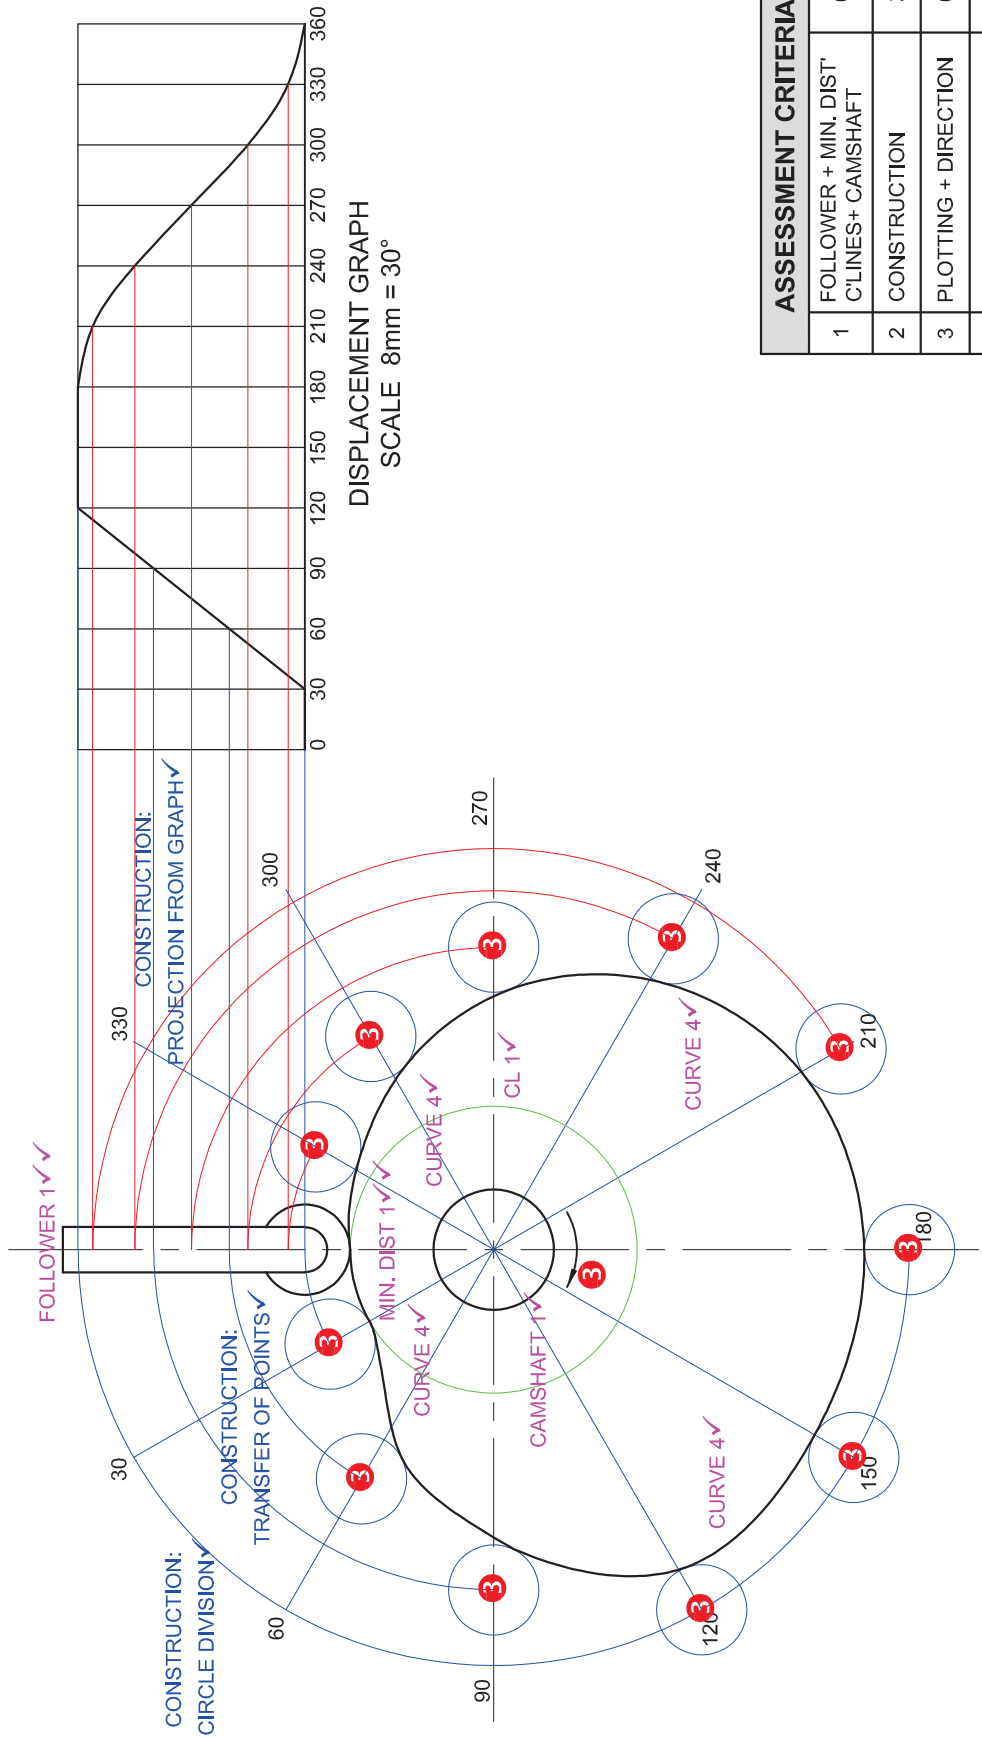 FOLLOWER 1✓✓
CONSTRUCTION:
CIRCLE DIVISION✓
CONSTRUCTION:
TRANSFER OF POINTS✓
CONSTRUCTION:
PROJECTION FROM GRAPH✓
30
60
90
120
150
180
210
240
270
300
330
MIN. DIST 1✓✓
CURVE 4✓
CURVE 4✓
CL 1✓
CAMSHAFT 1✓
CURVE 4✓
CURVE 4✓
3
3
3
3
3
3
3
3
3
3
3
3
0
30
60
90
120
150
180
210
240
270
300
330
360
DISPLACEMENT GRAPH
SCALE 8mm = 30°
ASSESSMENT CRITERIA
1 FOLLOWER + MIN. DIST'
C'LINES+ CAMSHAFT
2 CONSTRUCTION
3 PLOTTING + DIRECTION